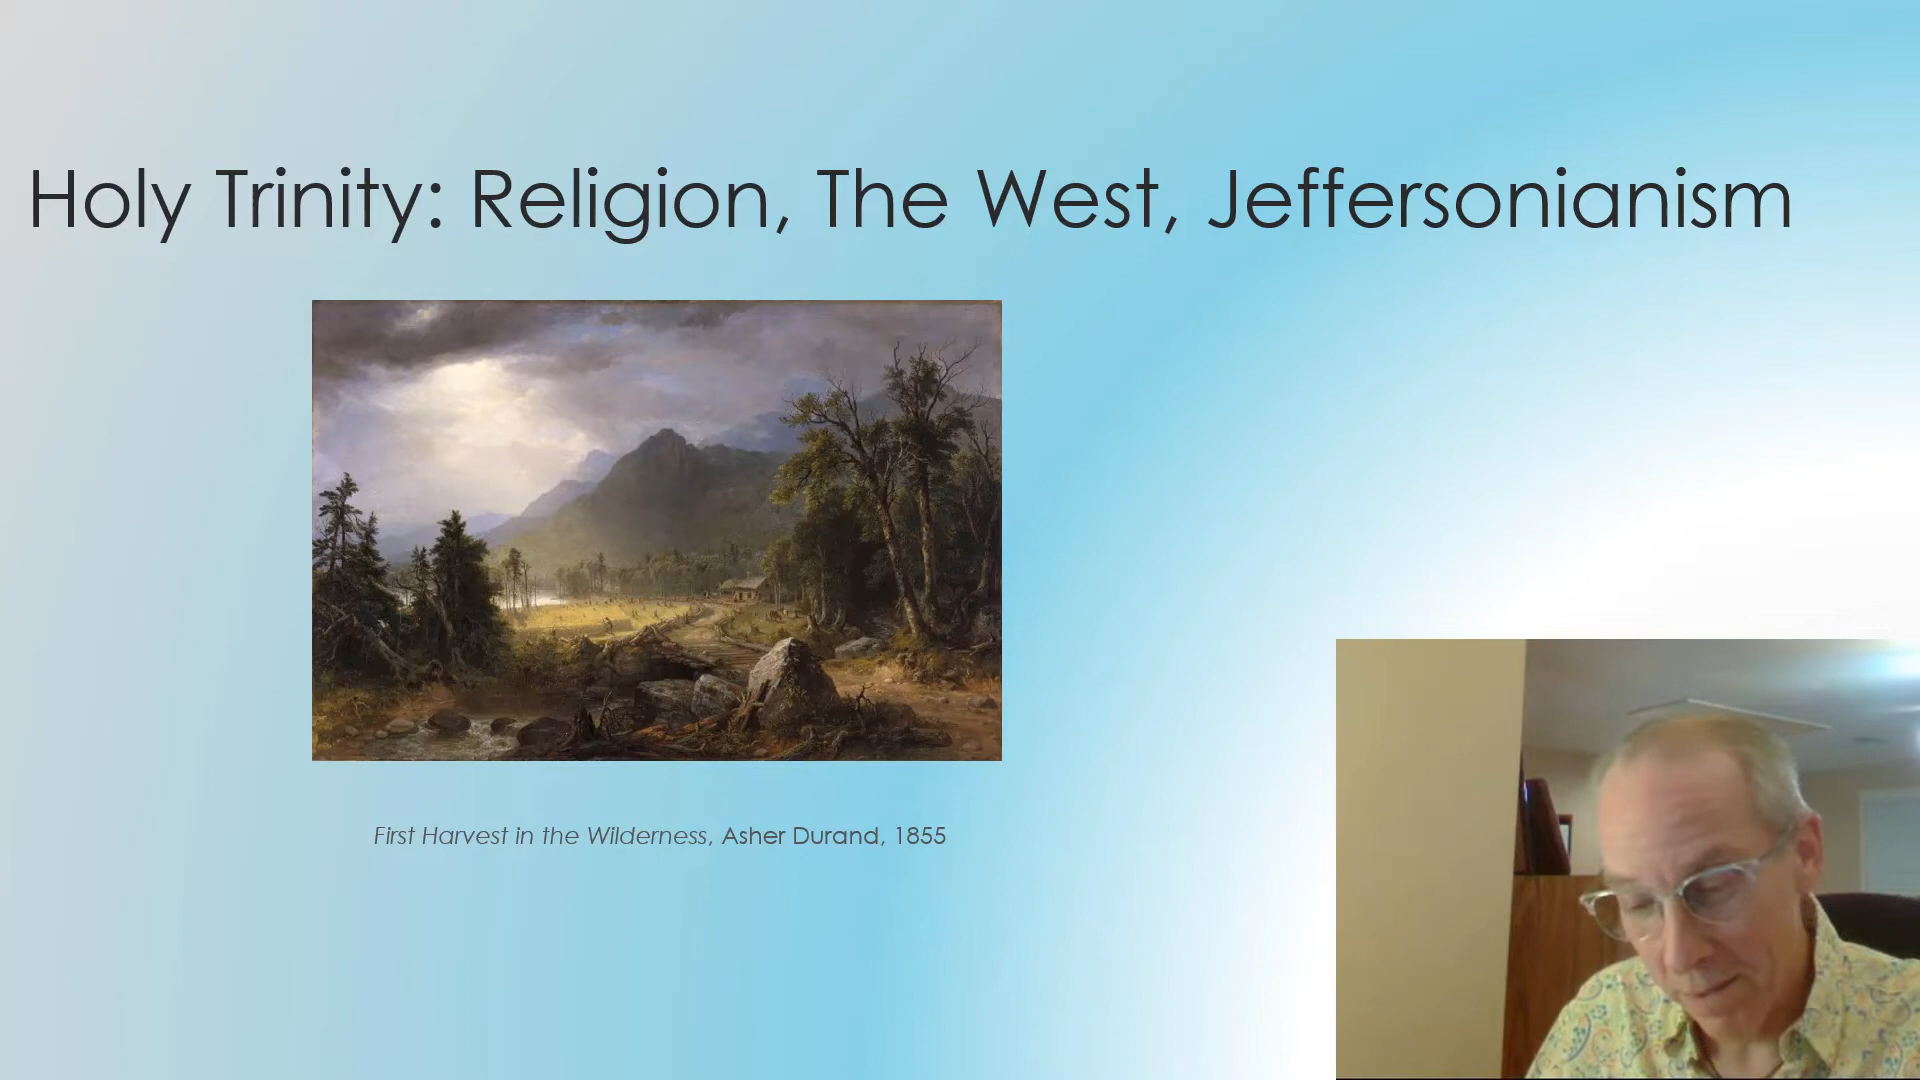 Holy Trinity: Religion, The West, Jeffersonianism
First Harvest in the Wilderness, Asher Durand, 1855